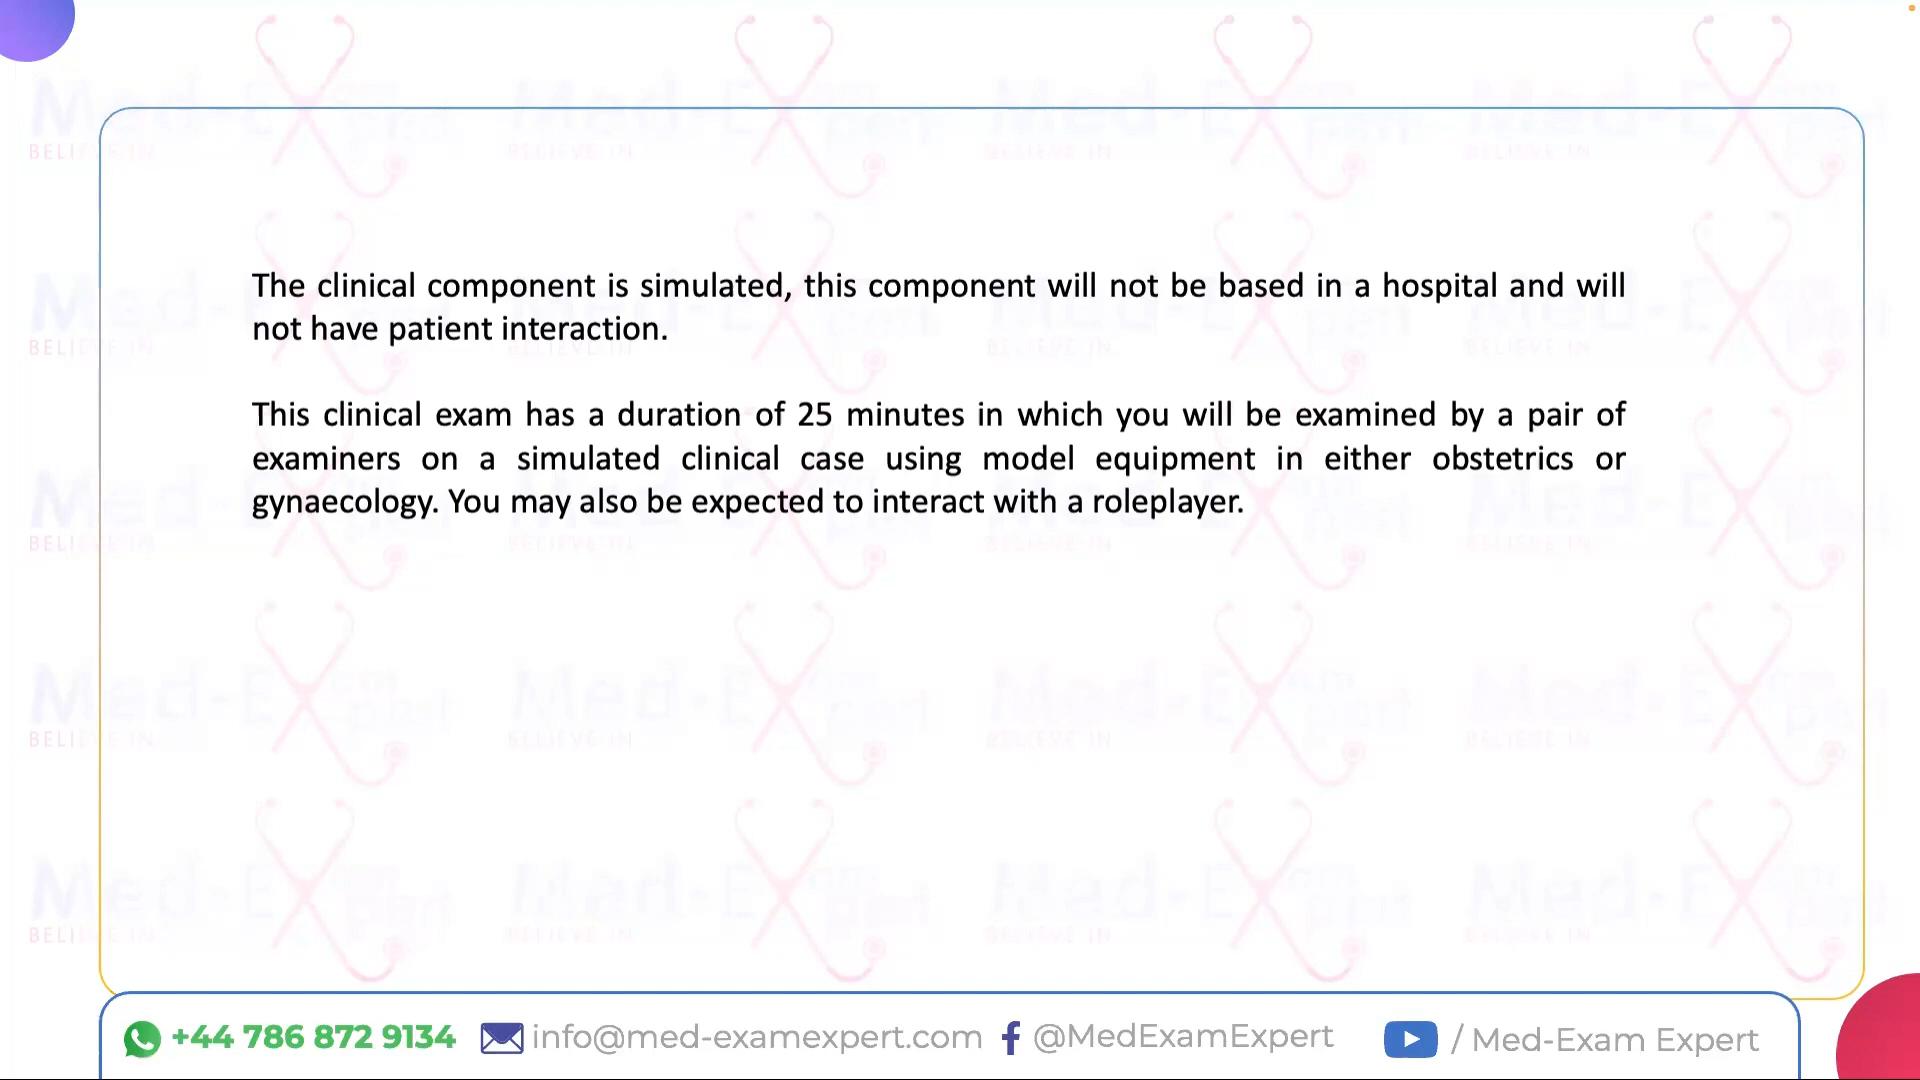 The clinical component is simulated, this component will not be based in a hospital and will
not have patient interaction.
This clinical exam has a duration of 25 minutes in which you will be examined by a pair of
examiners on a simulated clinical case using model equipment in either obstetrics or
gynaecology. You may also be expected to interact with a roleplayer.
+44 786 872 9134 info@med-examexpert.com @MedExamExpert / Med-Exam Expert